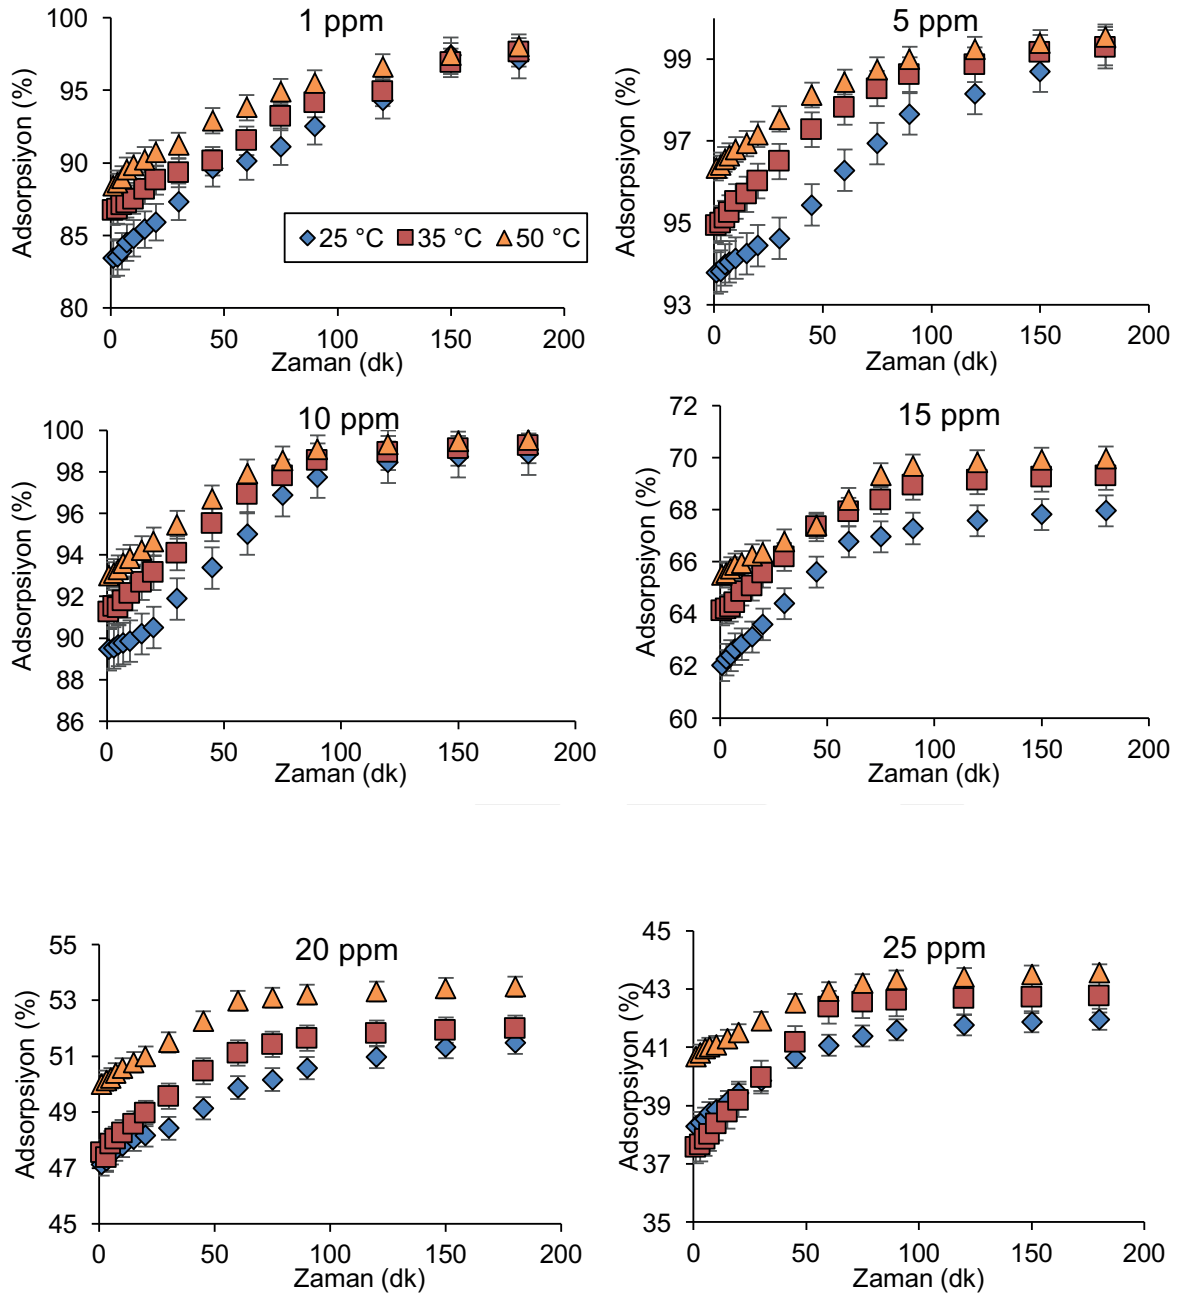 1 ppm
100
95
90
85
80
Adsorpsiyon (%)
25 °C 35 °C 50 °C
0 50 100 150 200
Zaman (dk)
5 ppm
99
97
95
93
Adsorpsiyon (%)
0 50 100 150 200
Zaman (dk)
10 ppm
100
98
96
94
92
90
88
86
Adsorpsiyon (%)
0 50 100 150 200
Zaman (dk)
15 ppm
72
70
68
66
64
62
60
Adsorpsiyon (%)
0 50 100 150 200
Zaman (dk)
20 ppm
55
53
51
49
47
45
Adsorpsiyon (%)
0 50 100 150 200
Zaman (dk)
25 ppm
45
43
41
39
37
35
Adsorpsiyon (%)
0 50 100 150 200
Zaman (dk)